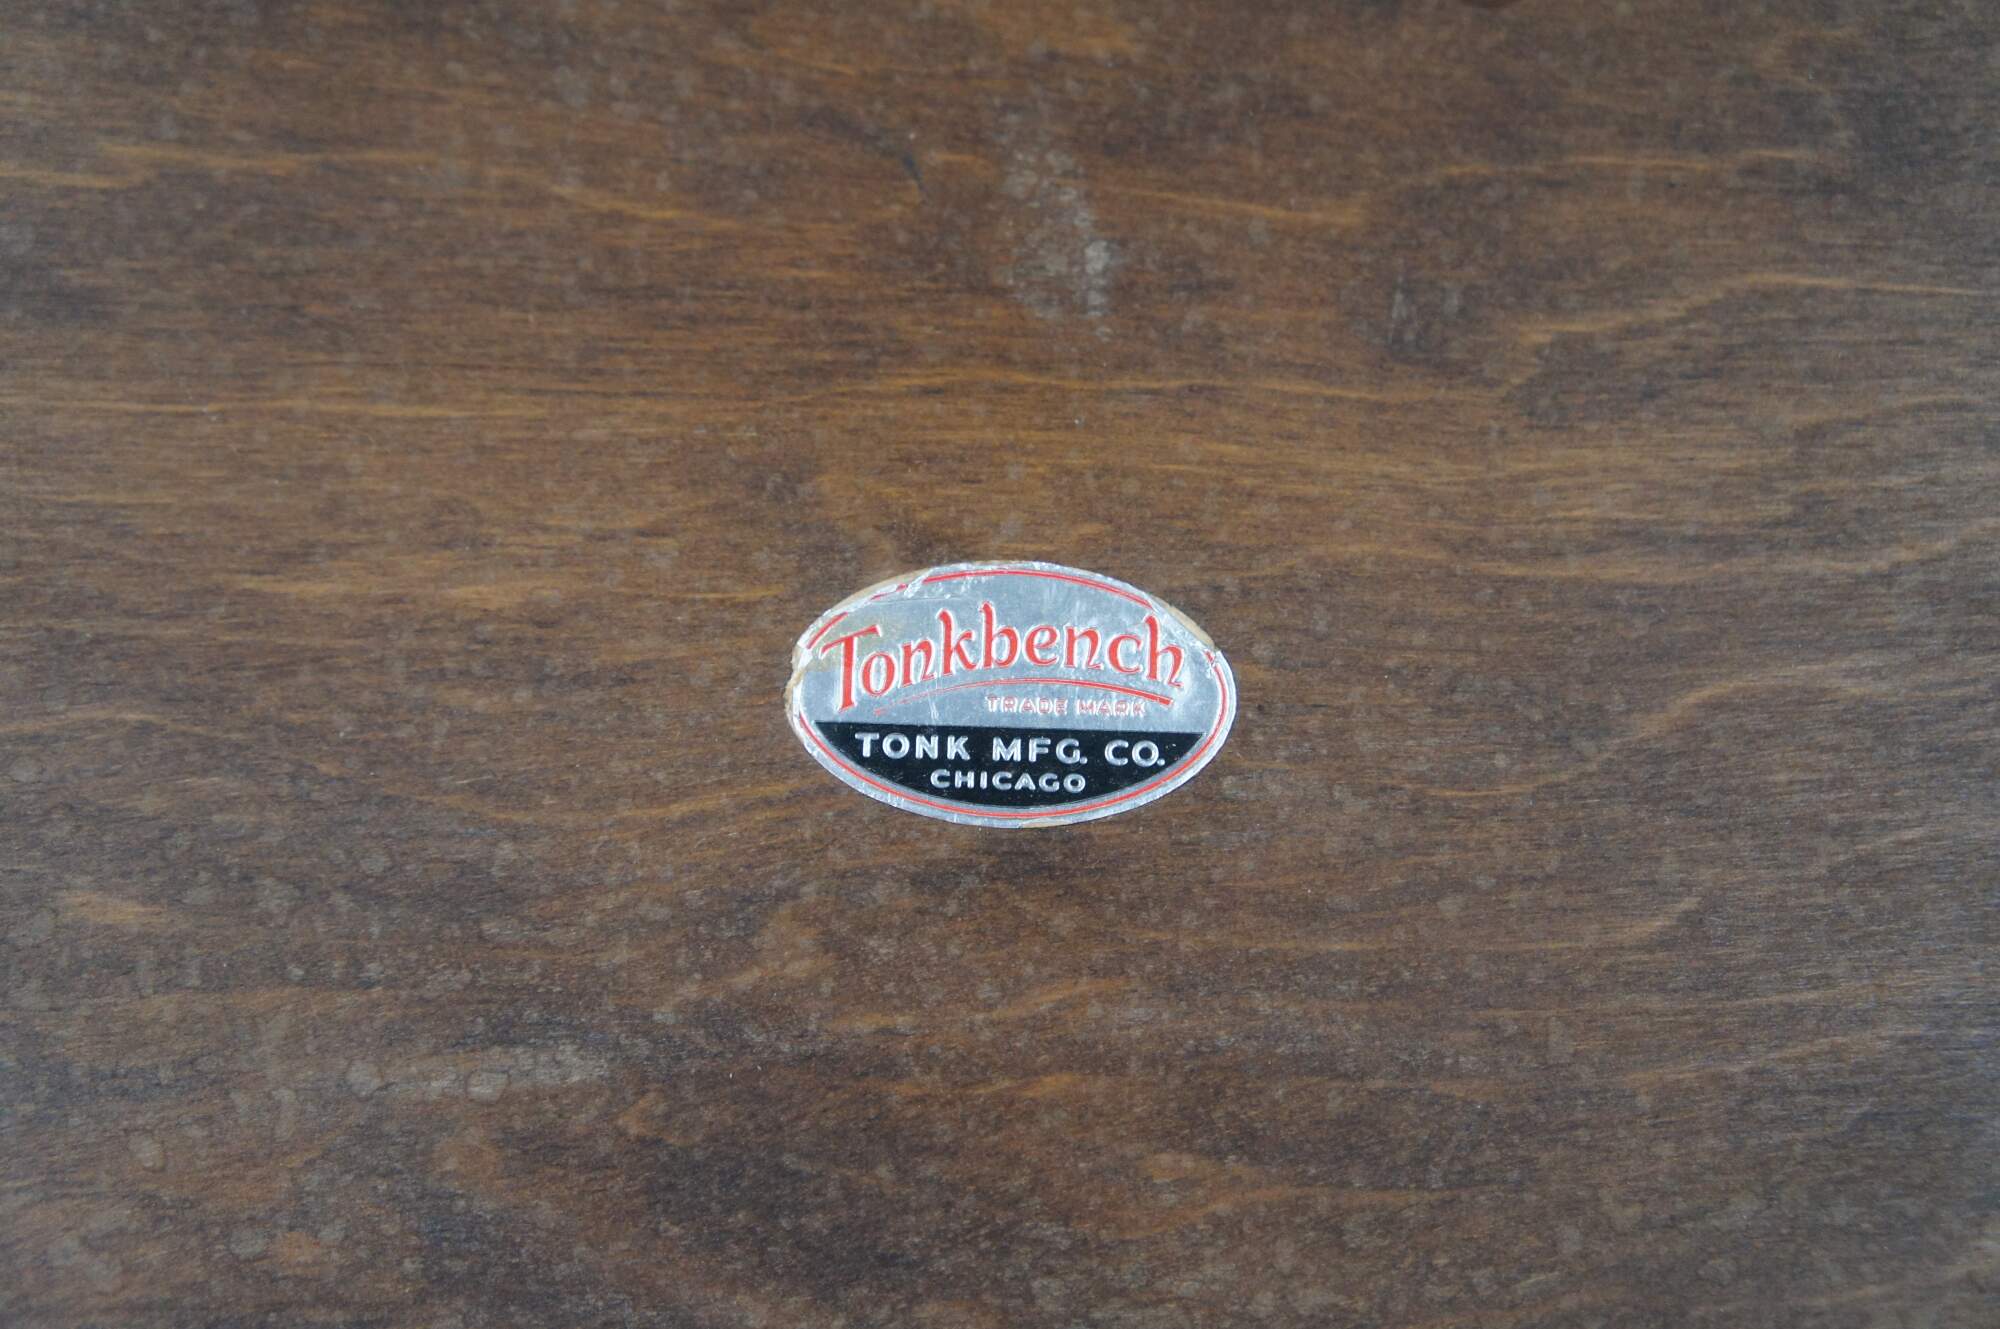 Tonkbench
TRADE MARK
TONK MFG. CO.
CHICAGO